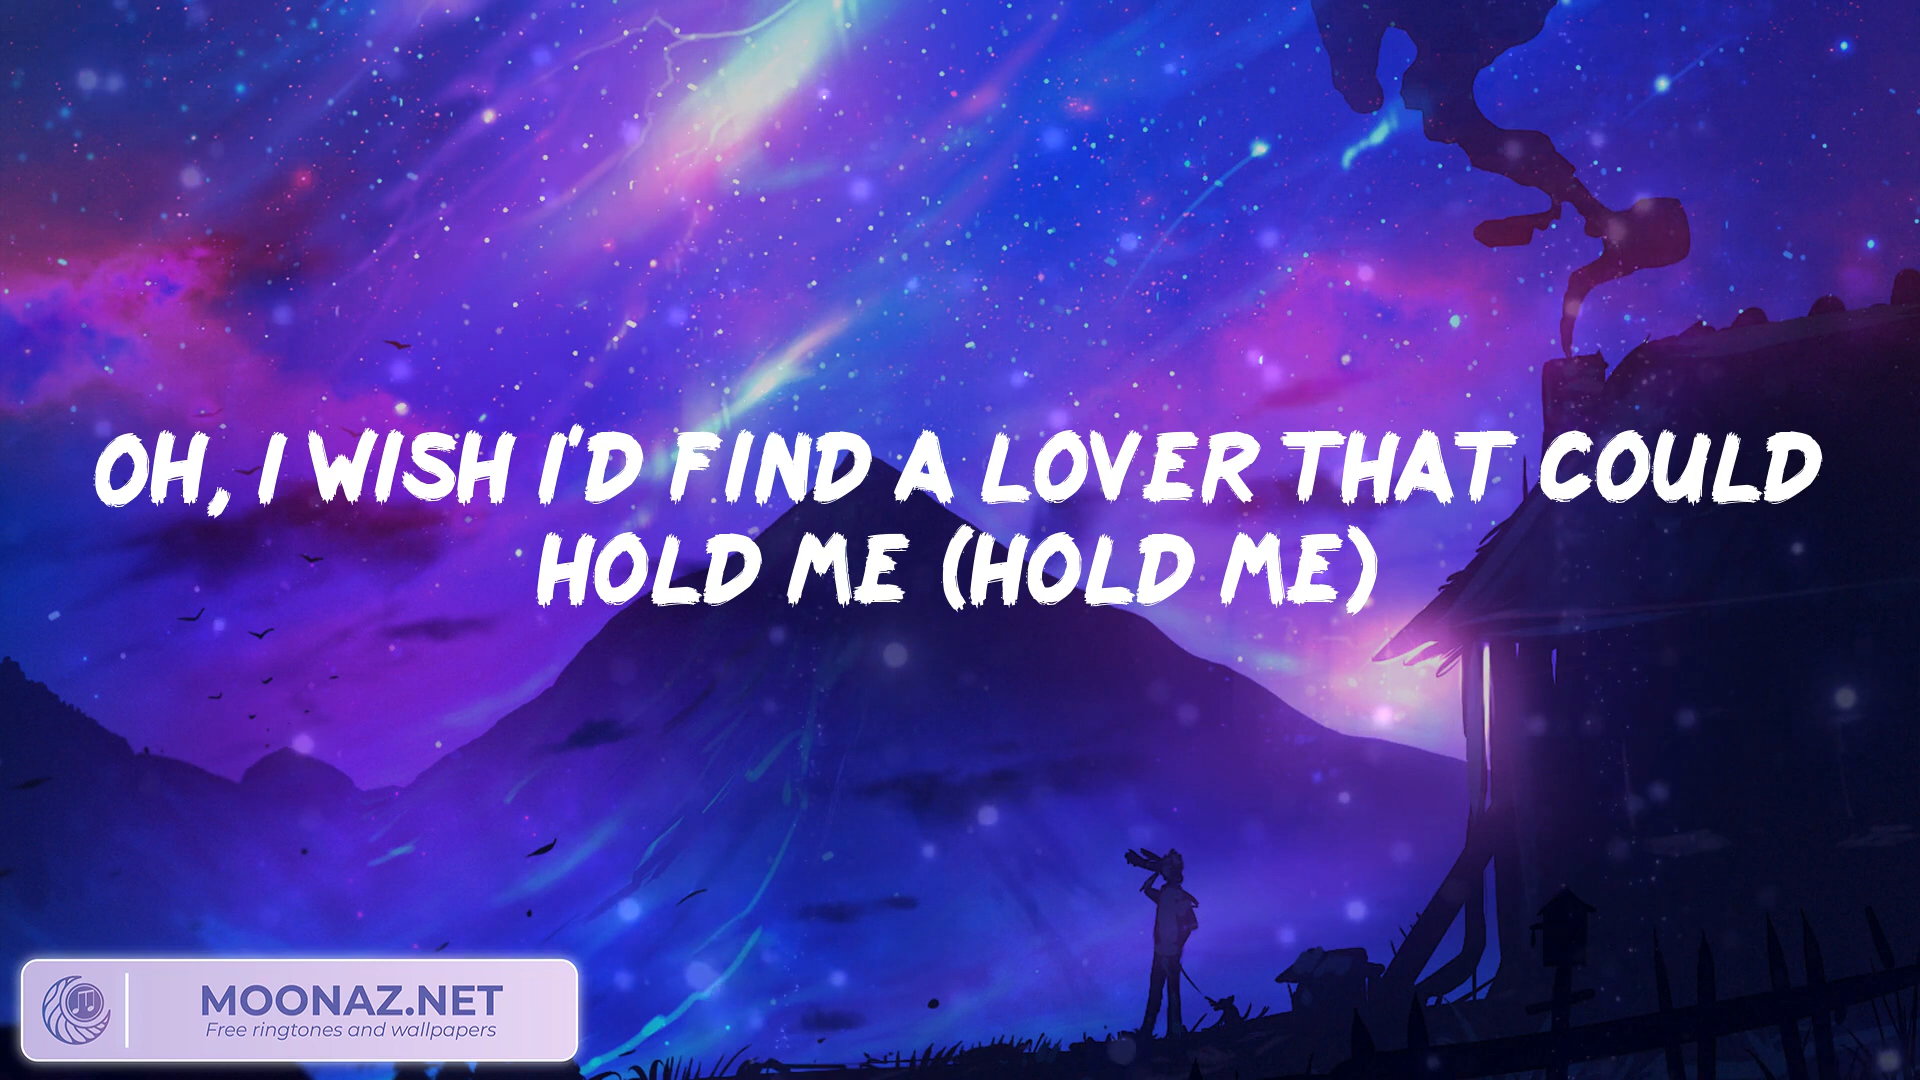 OH, I WISH I'D FIND A LOVER THAT COULD
HOLD ME (HOLD ME)
MOONAZ.NET
Free ringtones and wallpapers